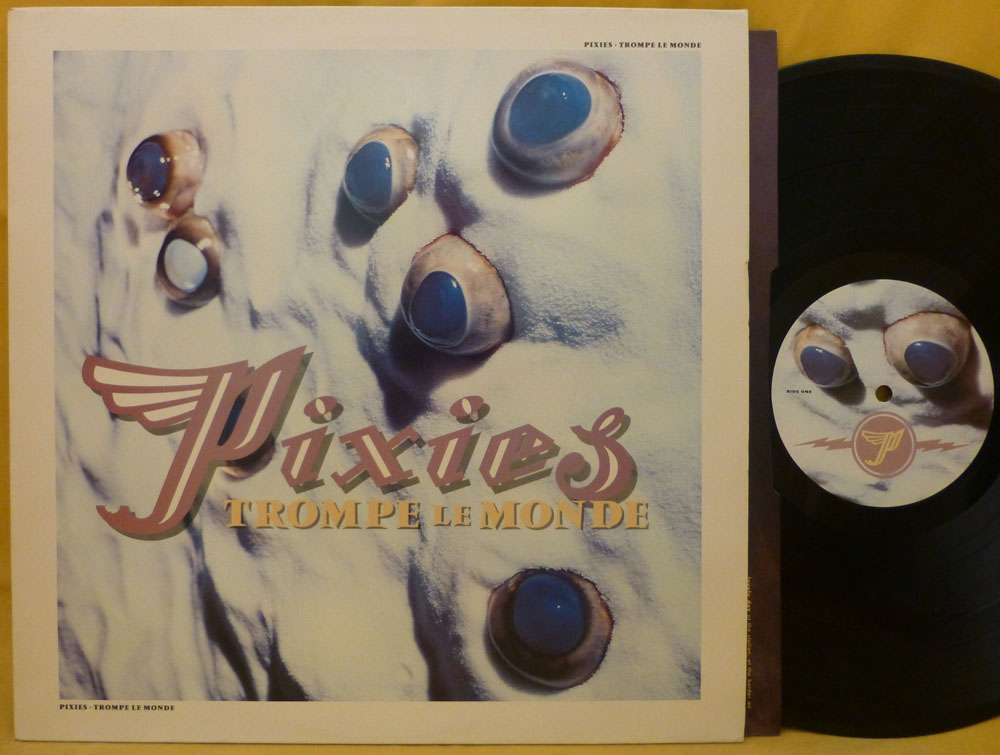 PIXIES - TROMPE LE MONDE
Pixies
TROMPE LE MONDE
PIXIES - TROMPE LE MONDE
SIDE ONE
P